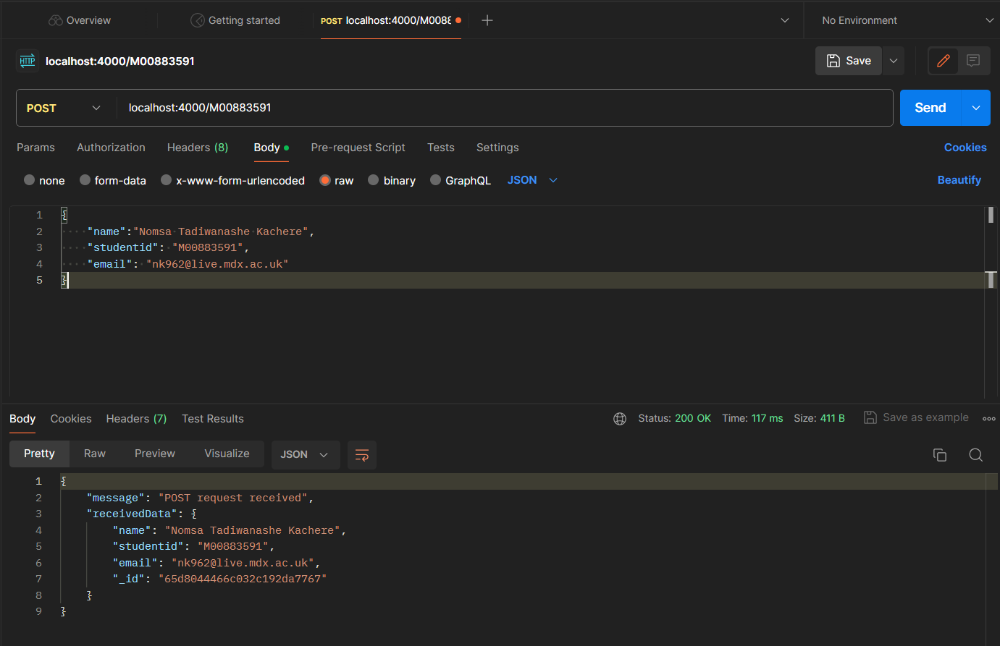 Overview Getting started POST localhost:4000/M0088 No Environment
HTTP localhost:4000/M00883591 Save
POST localhost:4000/M00883591 Send
Params Authorization Headers (8) Body Pre-request Script Tests Settings Cookies
none form-data x-www-form-urlencoded raw binary GraphQL JSON Beautify
1 {
2 "name":"Nomsa Tadiwanashe Kachere",
3 "studentid": "M00883591",
4 "email": "nk962@live.mdx.ac.uk"
5 }
Body Cookies Headers (7) Test Results Status: 200 OK Time: 117 ms Size: 411 B Save as example
Pretty Raw Preview Visualize JSON
1 {
2 "message": "POST request received",
3 "receivedData": {
4 "name": "Nomsa Tadiwanashe Kachere",
5 "studentid": "M00883591",
6 "email": "nk962@live.mdx.ac.uk",
7 "_id": "65d8044466c032c192da7767"
8 }
9 }